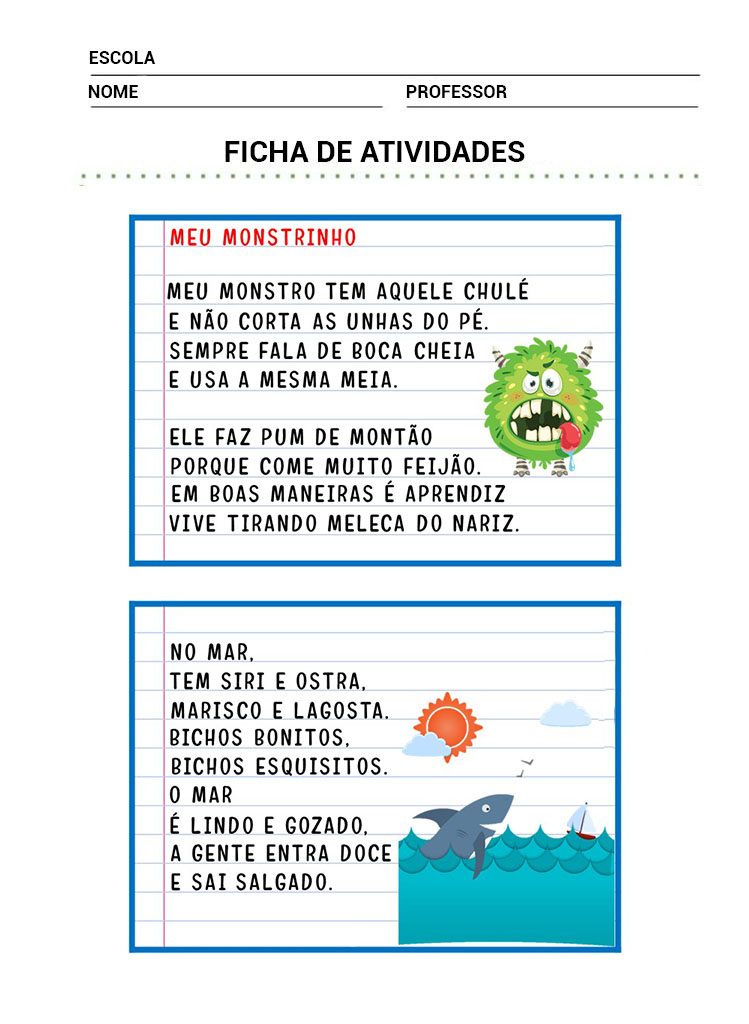 ESCOLA
NOME PROFESSOR
FICHA DE ATIVIDADES
MEU MONSTRINHO
MEU MONSTRO TEM AQUELE CHULÉ
E NÃO CORTA AS UNHAS DO PÉ.
SEMPRE FALA DE BOCA CHEIA
E USA A MESMA MEIA.
ELE FAZ PUM DE MONTÃO
PORQUE COME MUITO FEIJÃO.
EM BOAS MANEIRAS É APRENDIZ
VIVE TIRANDO MELECA DO NARIZ.
NO MAR,
TEM SIRI E OSTRA,
MARISCO E LAGOSTA.
BICHOS BONITOS,
BICHOS ESQUISITOS.
O MAR
É LINDO E GOZADO,
A GENTE ENTRA DOCE
E SAI SALGADO.